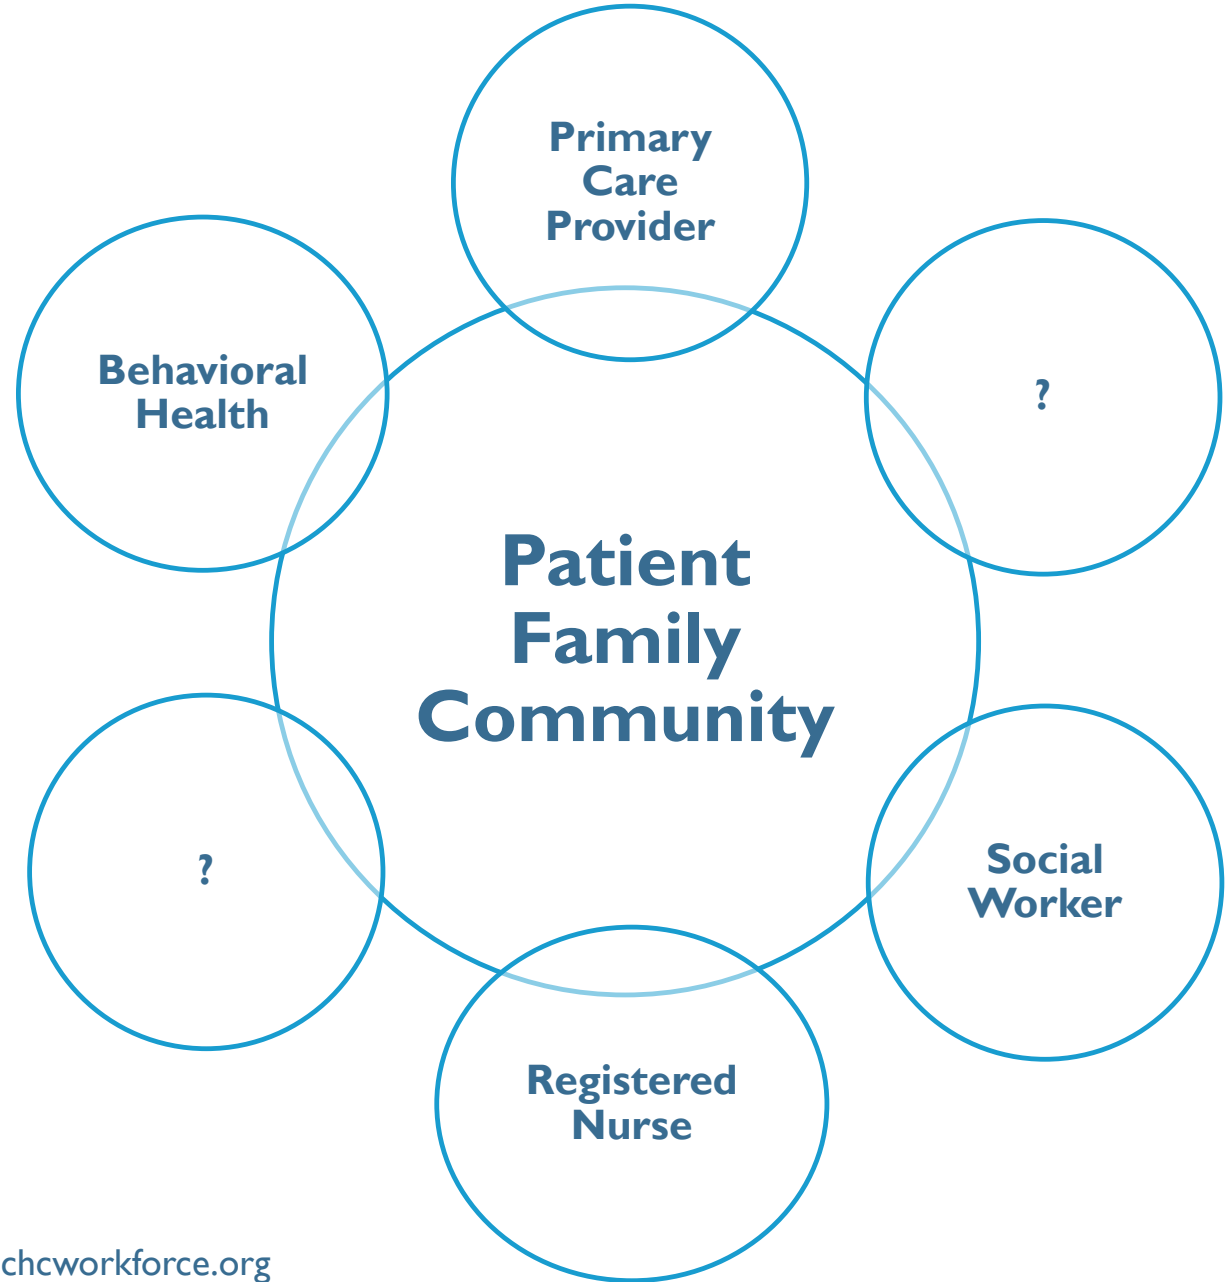 Primary
Care
Provider
Behavioral
Health
?
Patient
Family
Community
?
Social
Worker
Registered
Nurse
chcworkforce.org